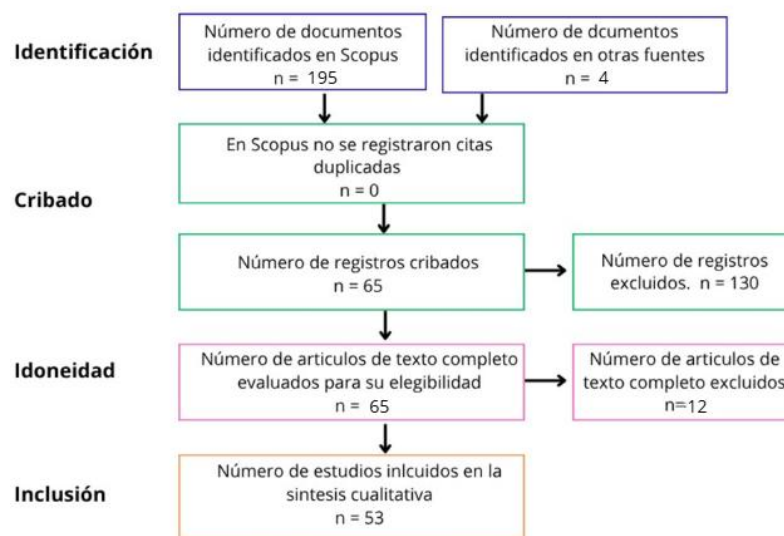 Identificación
Número de documentos
identificados en Scopus
n = 195
Número de dcumentos
identificados en otras fuentes
n = 4
Cribado
En Scopus no se registraron citas
duplicadas
n = 0
Número de registros cribados
n = 65
Número de registros
excluidos. n = 130
Idoneidad
Número de articulos de texto completo
evaluados para su elegibilidad
n = 65
Número de articulos de
texto completo excluidos
n=12
Inclusión
Número de estudios inlcuidos en la
sintesis cualitativa
n = 53